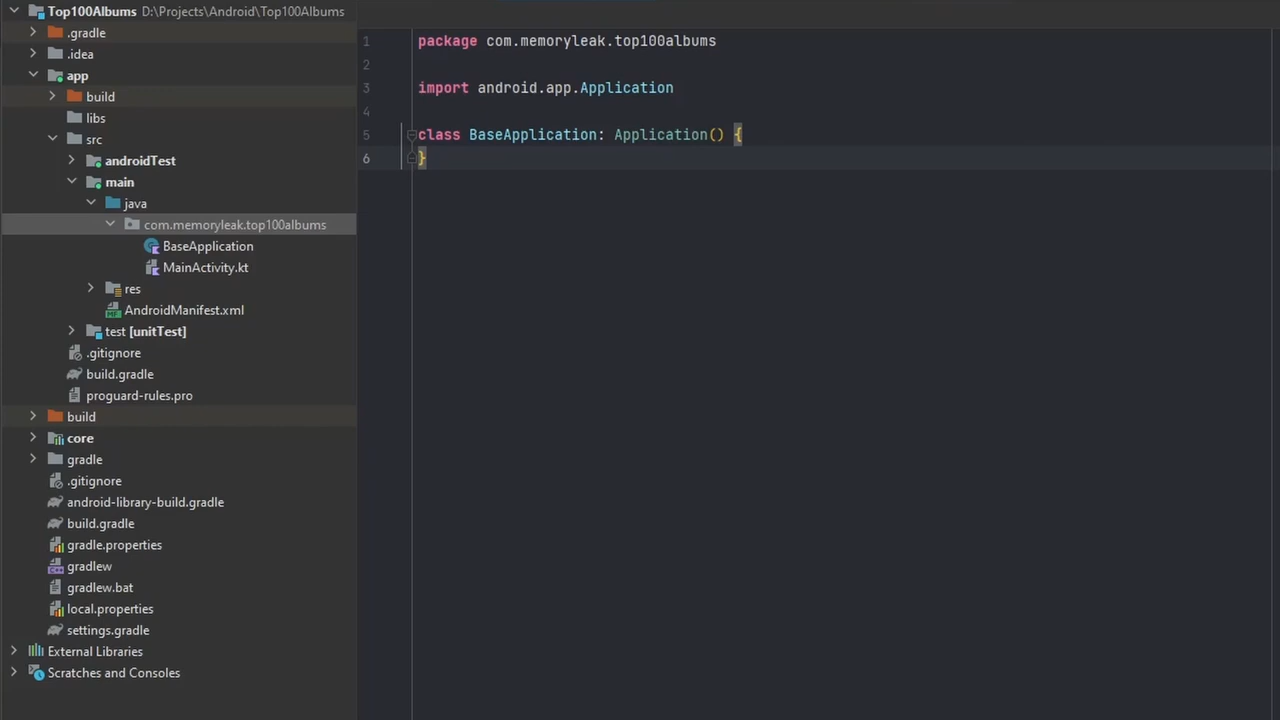 Top100Albums D:\Projects\Android\Top100Albums
.gradle
.idea
app
build
libs
src
androidTest
main
java
com.memoryleak.top100albums
BaseApplication
MainActivity.kt
res
AndroidManifest.xml
test [unitTest]
.gitignore
build.gradle
proguard-rules.pro
build
core
gradle
.gitignore
android-library-build.gradle
build.gradle
gradle.properties
gradlew
gradlew.bat
local.properties
settings.gradle
External Libraries
Scratches and Consoles
1 package com.memoryleak.top100albums
2
3 import android.app.Application
4
5 class BaseApplication: Application() {
6 }